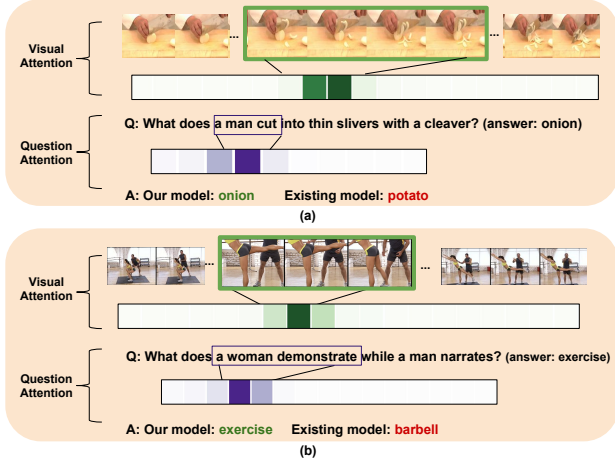 Visual
Attention
...
...
Q: What does a man cut into thin slivers with a cleaver? (answer: onion)
Question
Attention
A: Our model: onion Existing model: potato
(a)
Visual
Attention
...
...
Q: What does a woman demonstrate while a man narrates? (answer: exercise)
Question
Attention
A: Our model: exercise Existing model: barbell
(b)